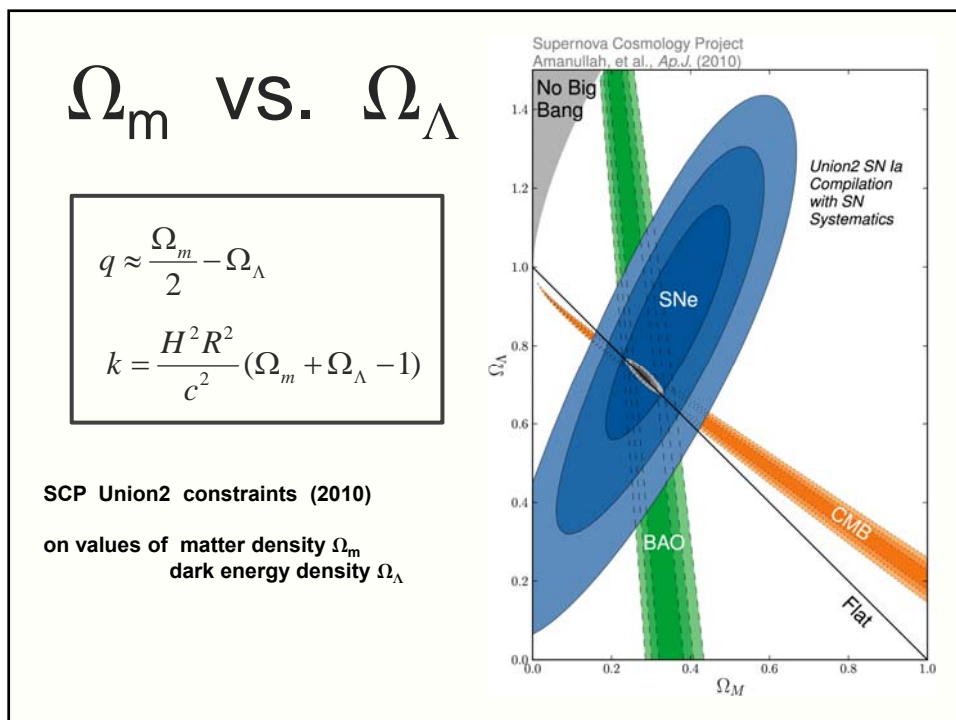 Ωm vs. ΩΛ
q ≈ Ωm/2 − ΩΛ
k = H²R²/c² (Ωm + ΩΛ − 1)
SCP Union2 constraints (2010)
on values of matter density Ωm
dark energy density ΩΛ
Supernova Cosmology Project
Amanullah, et al., Ap.J. (2010)
No Big
Bang
Union2 SN Ia
Compilation
with SN
Systematics
SNe
CMB
BAO
Flat
1.4
1.2
1.0
0.8
0.6
0.4
0.2
0.0
ΩΛ
0.0 0.2 0.4 0.6 0.8 1.0
ΩM